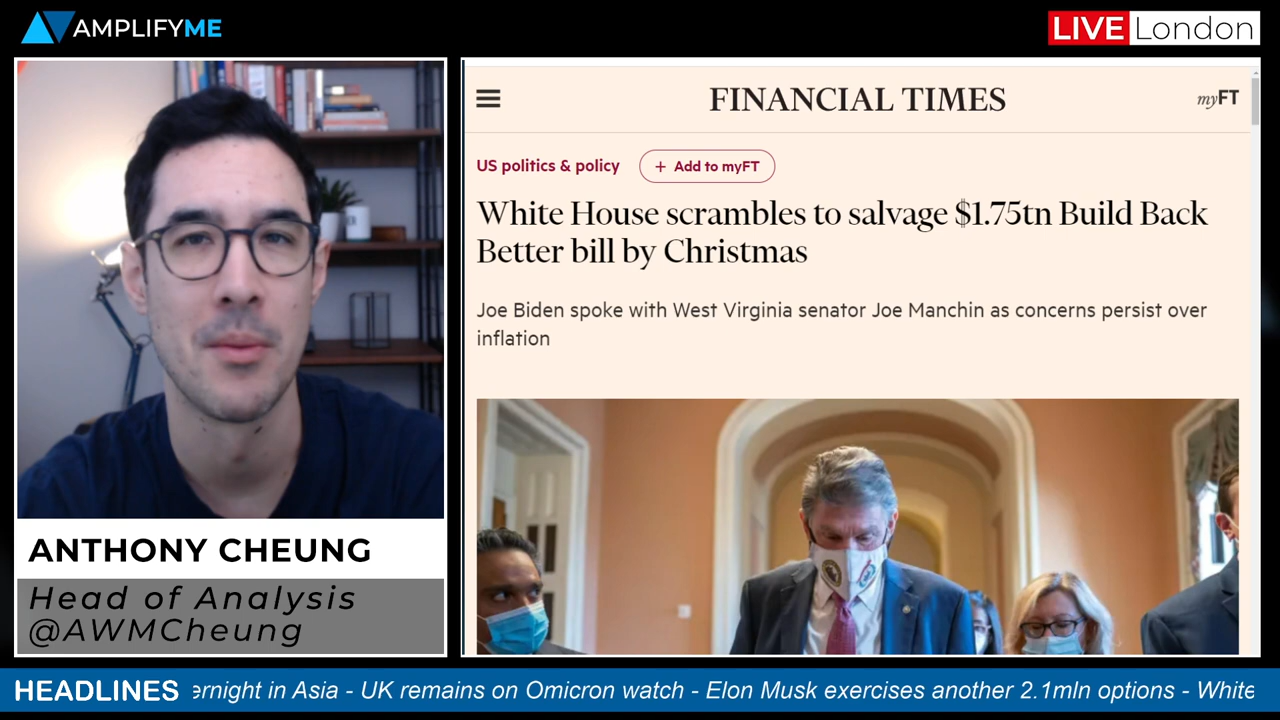 AMPLIFYME
LIVE London
FINANCIAL TIMES
myFT
US politics & policy
+ Add to myFT
White House scrambles to salvage $1.75tn Build Back
Better bill by Christmas
Joe Biden spoke with West Virginia senator Joe Manchin as concerns persist over
inflation
ANTHONY CHEUNG
Head of Analysis
@AWMCheung
HEADLINES ernight in Asia - UK remains on Omicron watch - Elon Musk exercises another 2.1mln options - White